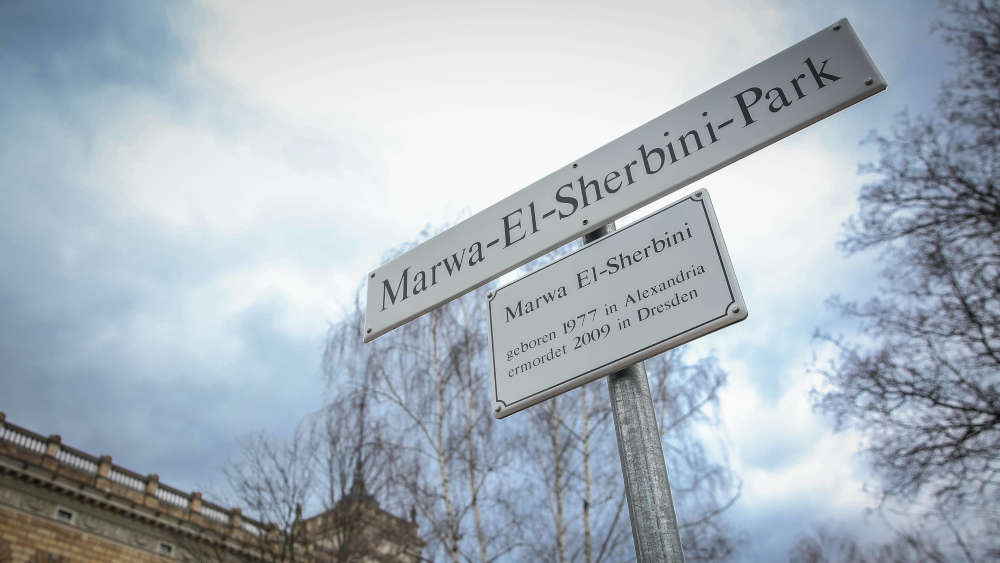 Marwa-El-Sherbini-Park
Marwa El-Sherbini
geboren 1977 in Alexandria
ermordet 2009 in Dresden